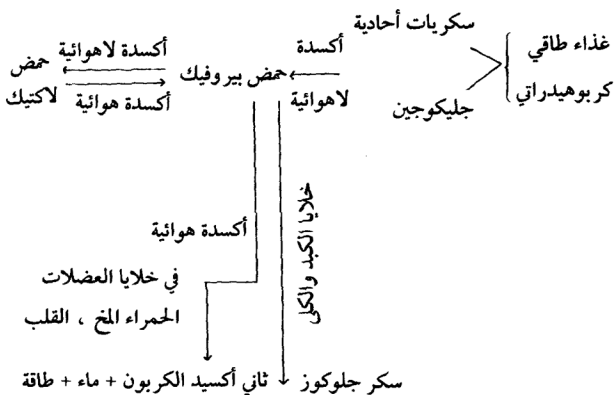 غذاء طاقي
كربوهيدراتي
سكريات أحادية
جليكوجين
أكسدة
لاهوائية
حمض بيروفيك
أكسدة لاهوائية
أكسدة هوائية
حمض
لاكتيك
خلايا الكبد والكلى
أكسدة هوائية
في خلايا العضلات
الحمراء المخ ، القلب
سكر جلوكوز
ثاني أكسيد الكربون + ماء + طاقة